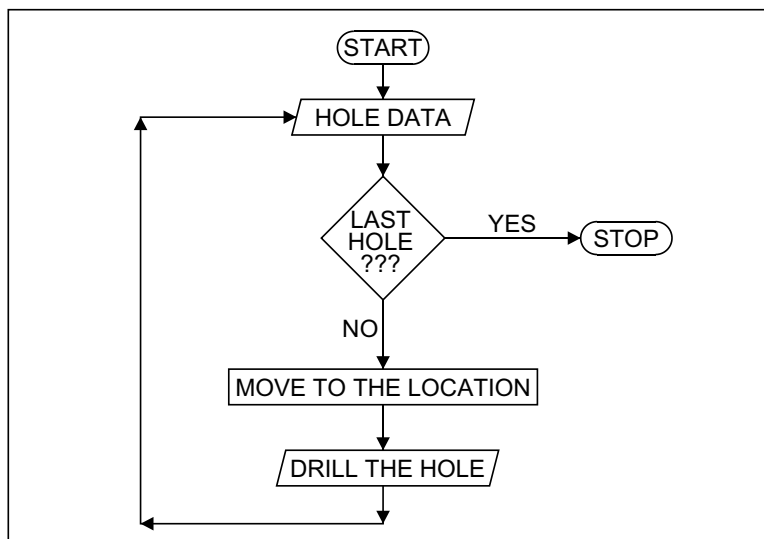 START
HOLE DATA
LAST
HOLE
???
YES
STOP
NO
MOVE TO THE LOCATION
DRILL THE HOLE